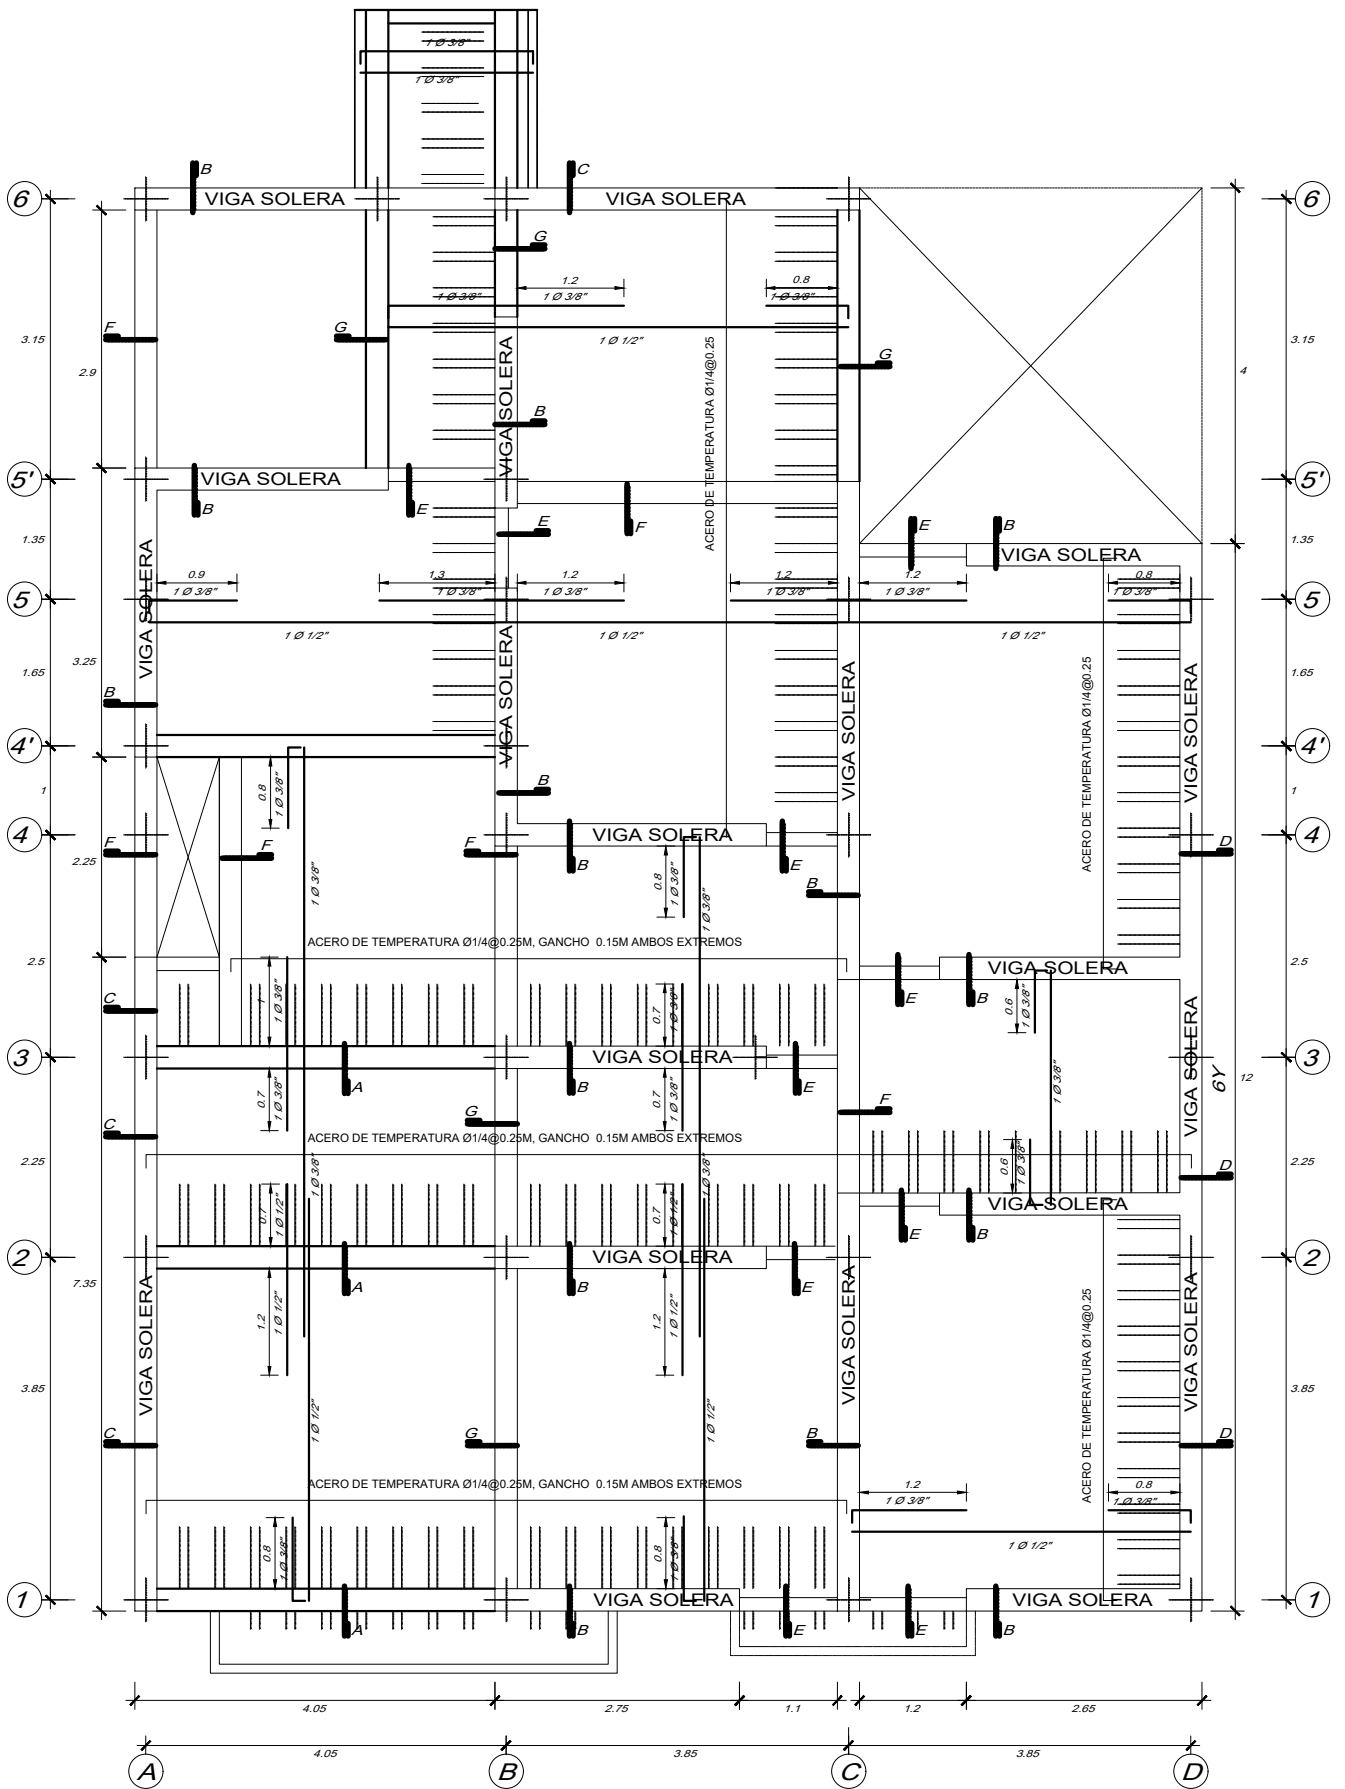 1 Ø 3/8"
1 Ø 3/8"
B
C
6
VIGA SOLERA
VIGA SOLERA
6
G
1.2
0.8
1 Ø 3/8"
1 Ø 3/8"
1 Ø 3/8"
F
G
3.15
2.9
1 Ø 1/2"
VIGA SOLERA
ACERO DE TEMPERATURA Ø1/4@0.25
G
4
3.15
B
5'
VIGA SOLERA
B
E
E
F
E
B
5'
1.35
VIGA SOLERA
1.35
VIGA SOLERA
0.9
1.3
1.2
1.2
1.2
0.8
5
1 Ø 3/8"
1 Ø 3/8"
1 Ø 3/8"
1 Ø 3/8"
1 Ø 3/8"
1 Ø 3/8"
5
1 Ø 1/2"
1 Ø 1/2"
1 Ø 1/2"
1.65
3.25
VIGA SOLERA
VIGA SOLERA
VIGA SOLERA
ACERO DE TEMPERATURA Ø1/4@0.25
VIGA SOLERA
1.65
B
4'
4'
1
0.8
1 Ø 3/8"
B
1
4
F
F
F
VIGA SOLERA
B
E
D
4
2.25
1 Ø 3/8"
0.8
1 Ø 3/8"
1 Ø 3/8"
B
ACERO DE TEMPERATURA Ø1/4@0.25M, GANCHO 0.15M AMBOS EXTREMOS
2.5
VIGA SOLERA
2.5
C
1
1 Ø 3/8"
0.7
1 Ø 3/8"
E
B
0.6
1 Ø 3/8"
VIGA SOLERA
3
A
VIGA SOLERA
B
E
1 Ø 3/8"
6Y
12
3
0.7
1 Ø 3/8"
0.7
1 Ø 3/8"
C
G
F
ACERO DE TEMPERATURA Ø1/4@0.25M, GANCHO 0.15M AMBOS EXTREMOS
2.25
1 Ø 3/8"
1 Ø 3/8"
0.6
1 Ø 3/8"
D
2.25
0.7
1 Ø 1/2"
0.7
1 Ø 1/2"
E
B
VIGA SOLERA
2
A
VIGA SOLERA
B
E
2
7.35
VIGA SOLERA
1.2
1 Ø 1/2"
1.2
1 Ø 1/2"
VIGA SOLERA
ACERO DE TEMPERATURA Ø1/4@0.25
VIGA SOLERA
3.85
1 Ø 1/2"
1 Ø 1/2"
3.85
C
G
B
D
ACERO DE TEMPERATURA Ø1/4@0.25M, GANCHO 0.15M AMBOS EXTREMOS
1.2
0.8
1 Ø 3/8"
1 Ø 3/8"
0.8
1 Ø 3/8"
0.8
1 Ø 3/8"
1 Ø 1/2"
1
A
VIGA SOLERA
B
E
E
VIGA SOLERA
B
1
4.05
2.75
1.1
1.2
2.65
4.05
3.85
3.85
A
B
C
D